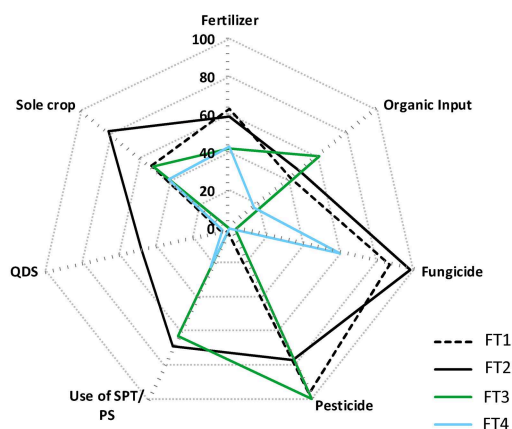 Fertilizer
100
80
60
40
20
0
Organic Input
Fungicide
Pesticide
Use of SPT/
PS
QDS
Sole crop
FT1
FT2
FT3
FT4